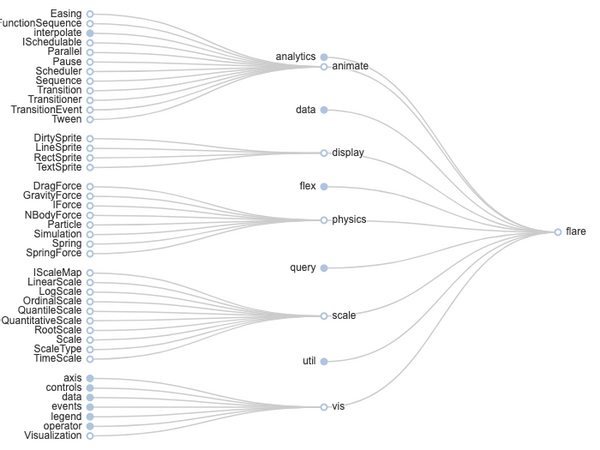 Easing
FunctionSequence
interpolate
ISchedulable
Parallel
Pause
Scheduler
Sequence
Transition
Transitioner
TransitionEvent
Tween
DirtySprite
LineSprite
RectSprite
TextSprite
DragForce
GravityForce
IForce
NBodyForce
Particle
Simulation
Spring
SpringForce
IScaleMap
LinearScale
LogScale
OrdinalScale
QuantileScale
QuantitativeScale
RootScale
Scale
ScaleType
TimeScale
axis
controls
data
events
legend
operator
Visualization
analytics
animate
data
display
flex
physics
query
scale
util
vis
flare